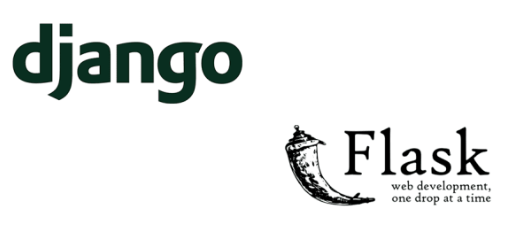 django
Flask
web development,
one drop at a time